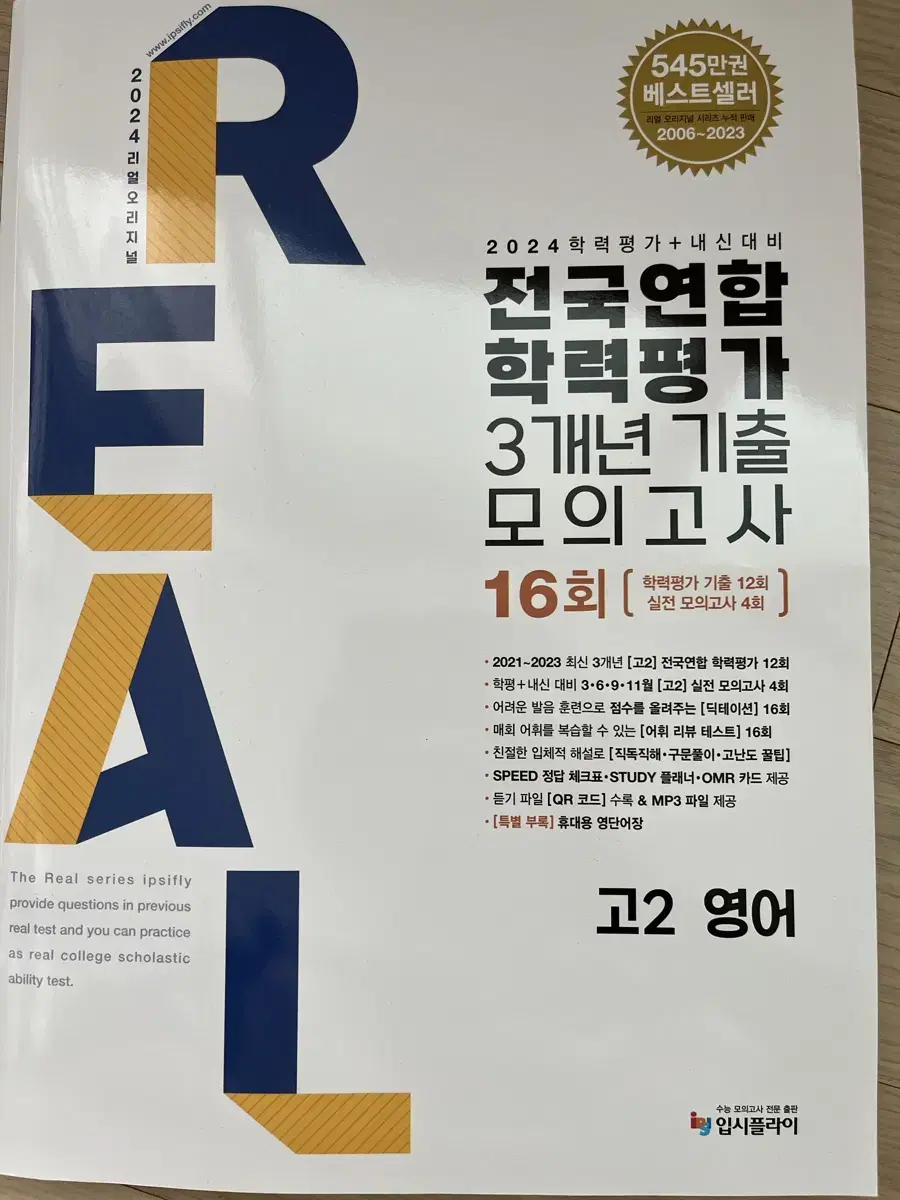 www.ipsifly.com
2024 리얼 오리지널
REAL
545만권
베스트셀러
리얼 오리지널 시리즈 누적 판매
2006~2023
2024 학력평가+내신대비
전국연합
학력평가
3개년 기출
모의고사
16회 [ 학력평가 기출 12회
실전 모의고사 4회 ]
• 2021~2023 최신 3개년 [고2] 전국연합 학력평가 12회
• 학평+내신 대비 3•6•9•11월 [고2] 실전 모의고사 4회
• 어려운 발음 훈련으로 점수를 올려주는 [딕테이션] 16회
• 매회 어휘를 복습할 수 있는 [어휘 리뷰 테스트] 16회
• 친절한 입체적 해설로 [직독직해•구문풀이•고난도 꿀팁]
• SPEED 정답 체크표•STUDY 플래너•OMR 카드 제공
• 듣기 파일 [QR 코드] 수록 & MP3 파일 제공
• [특별 부록] 휴대용 영단어장
The Real series ipsifly
provide questions in previous
real test and you can practice
as real college scholastic
ability test.
고2 영어
수능 모의고사 전문 출판
ipsy 입시플라이